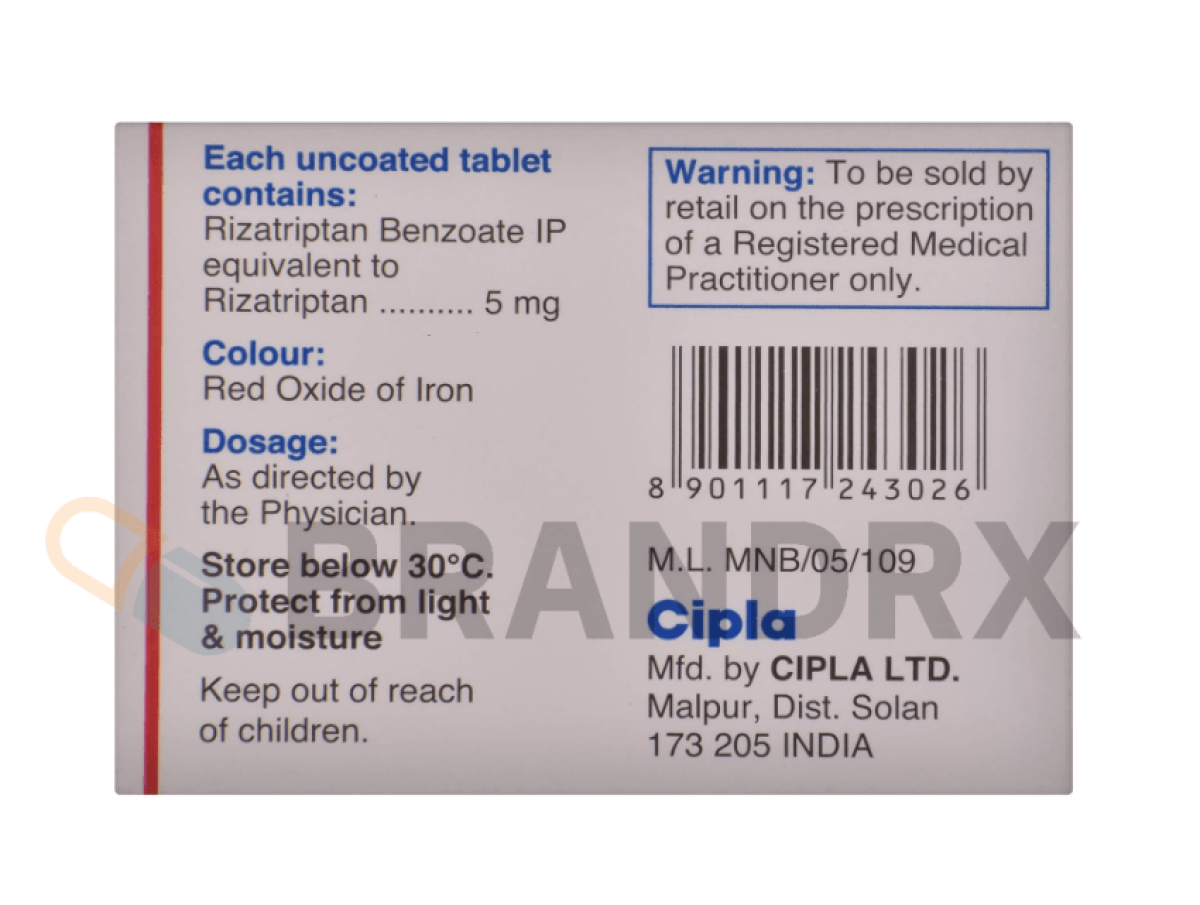 Each uncoated tablet
contains:
Rizatriptan Benzoate IP
equivalent to
Rizatriptan .......... 5 mg
Colour:
Red Oxide of Iron
Dosage:
As directed by
the Physician.
Store below 30°C.
Protect from light
& moisture
Keep out of reach
of children.
Warning: To be sold by
retail on the prescription
of a Registered Medical
Practitioner only.
8 901117 243026
M.L. MNB/05/109
Cipla
Mfd. by CIPLA LTD.
Malpur, Dist. Solan
173 205 INDIA
BRANDRX